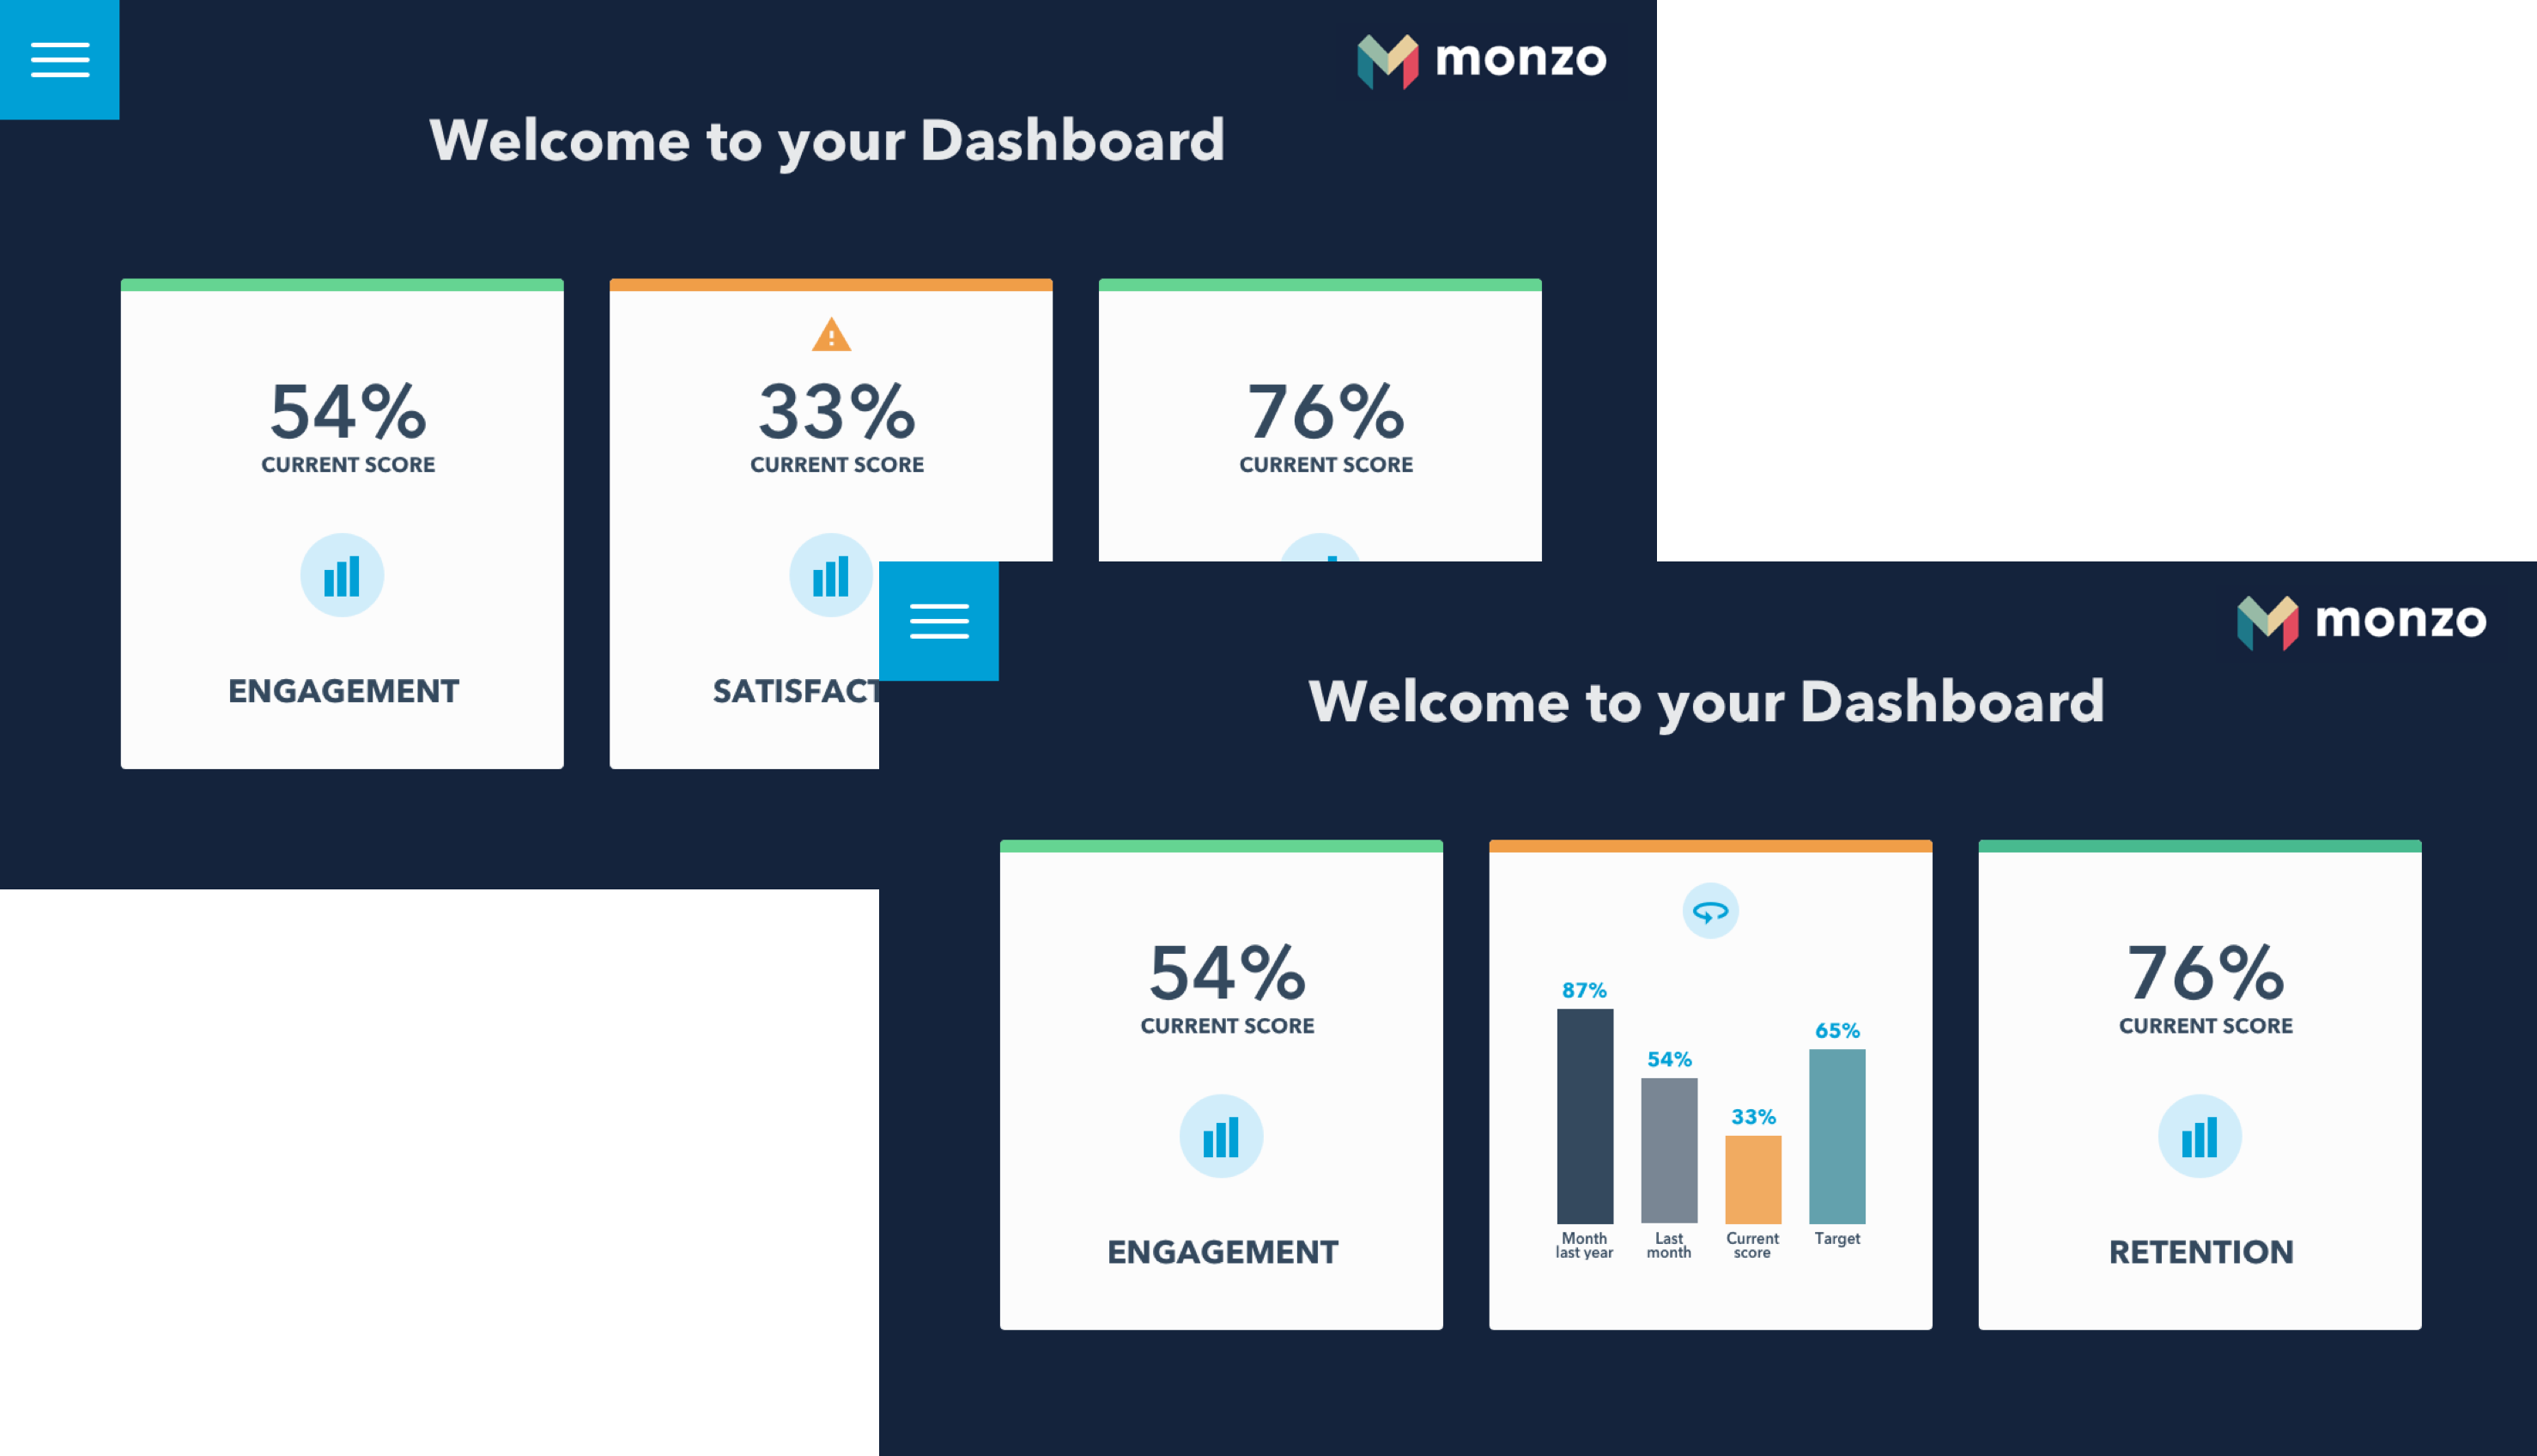 monzo
Welcome to your Dashboard
54%
CURRENT SCORE
ENGAGEMENT
33%
CURRENT SCORE
SATISFACT
76%
CURRENT SCORE
monzo
Welcome to your Dashboard
54%
CURRENT SCORE
ENGAGEMENT
87%
54%
33%
65%
Month
last year
Last
month
Current
score
Target
76%
CURRENT SCORE
RETENTION